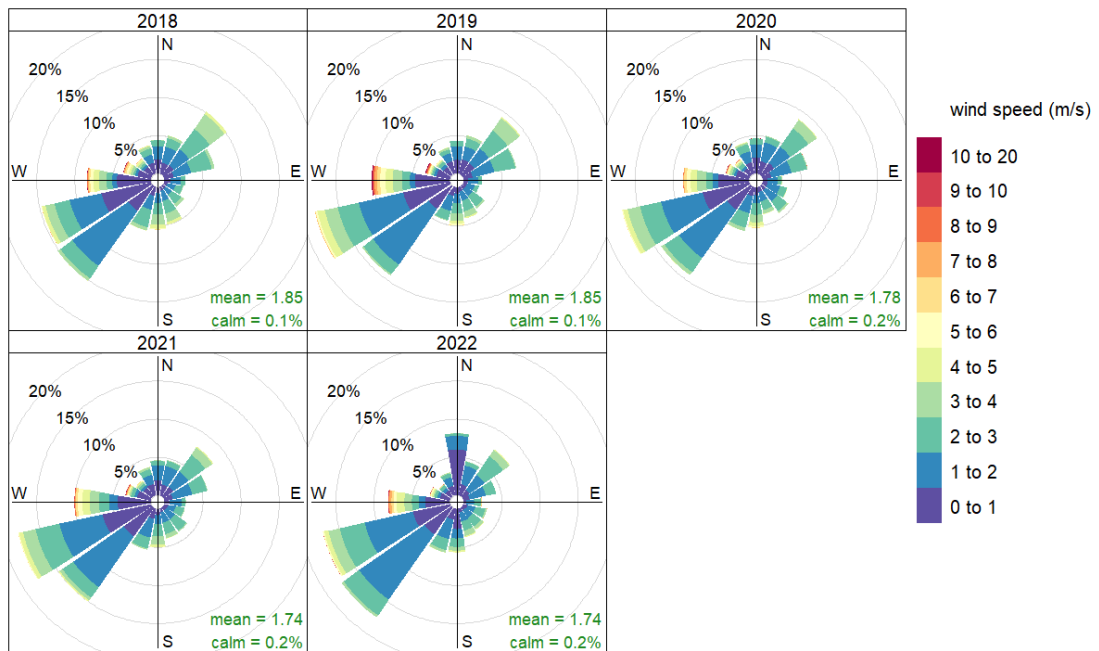 2018
N
20%
15%
10%
5%
W
E
S
mean = 1.85
calm = 0.1%
2019
N
20%
15%
10%
5%
W
E
S
mean = 1.85
calm = 0.1%
2020
N
20%
15%
10%
5%
W
E
S
mean = 1.78
calm = 0.2%
2021
N
20%
15%
10%
5%
W
E
S
mean = 1.74
calm = 0.2%
2022
N
20%
15%
10%
5%
W
E
S
mean = 1.74
calm = 0.2%
wind speed (m/s)
10 to 20
9 to 10
8 to 9
7 to 8
6 to 7
5 to 6
4 to 5
3 to 4
2 to 3
1 to 2
0 to 1